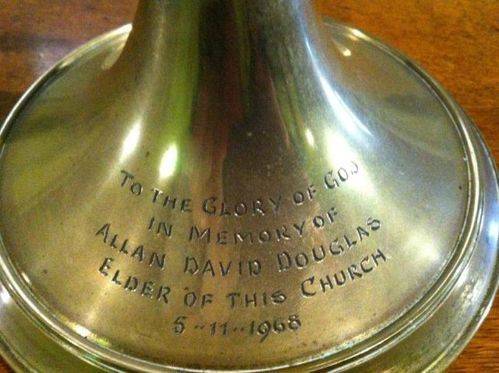 To The Glory of God
in Memory of
Allan David Douglas
Elder of this Church
5-11-1968